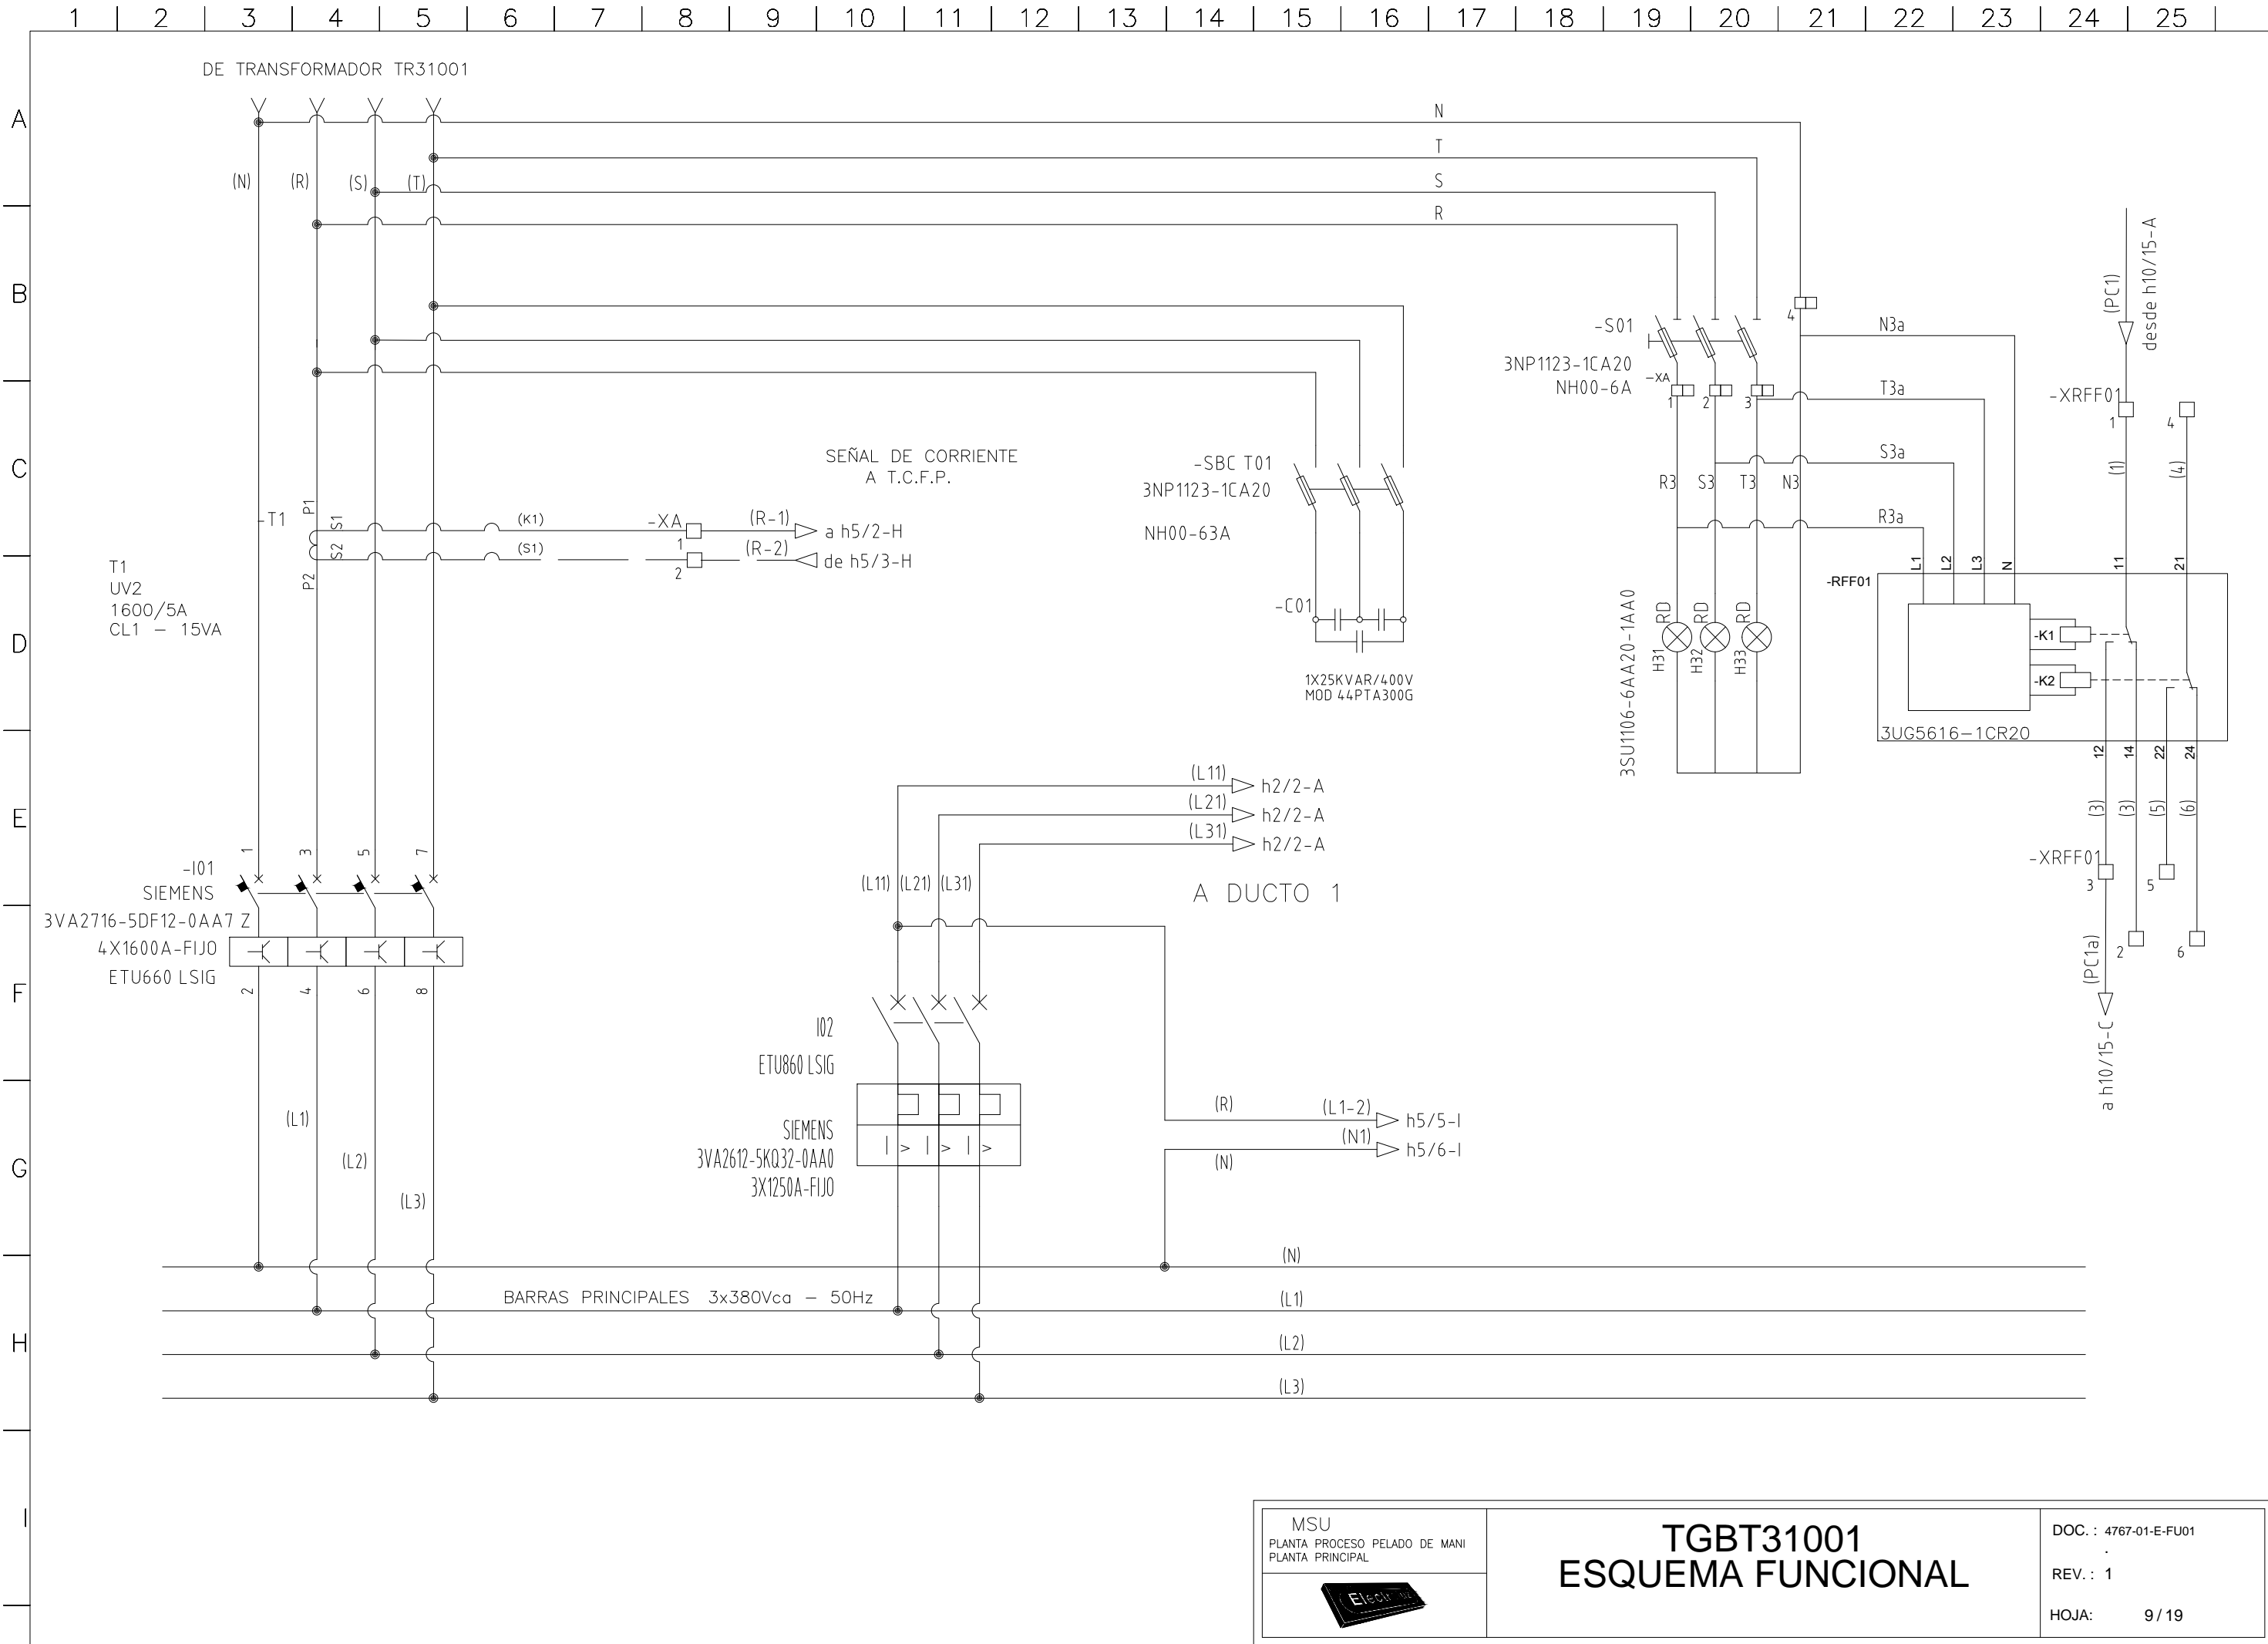 1 2 3 4 5 6 7 8 9 10 11 12 13 14 15 16 17 18 19 20 21 22 23 24 25
A
B
C
D
E
F
G
H
I
DE TRANSFORMADOR TR31001
(N) (R) (S) (T)
N
T
S
R
-T1
P1
S1
S2
P2
T1
UV2
1600/5A
CL1 - 15VA
(K1)
(S1)
-XA
1
2
(R-1)
(R-2)
a h5/2-H
de h5/3-H
SEÑAL DE CORRIENTE
A T.C.F.P.
-SBC T01
3NP1123-1CA20
NH00-63A
-C01
1X25KVAR/400V
MOD 44PTA300G
-S01
3NP1123-1CA20
NH00-6A
-XA
1
2
3
4
N3a
T3a
S3a
R3a
R3 S3 T3 N3
3SU1106-6AA20-1AA0
H31 RD
H32 RD
H33 RD
-RFF01
L1 L2 L3 N
11 21
-K1
-K2
3UG5616-1CR20
12 14 22 24
(PC1)
desde h10/15-A
-XRFF01
1
4
(1)
(4)
(3) (3) (5) (6)
-XRFF01
3
5
2
6
(PC1a)
a h10/15-C
-I01
SIEMENS
3VA2716-5DF12-0AA7 Z
4X1600A-FIJO
ETU660 LSIG
1 3 5 7
2 4 6 8
(L1)
(L2)
(L3)
(L11)
(L21)
(L31)
h2/2-A
h2/2-A
h2/2-A
A DUCTO 1
(L11) (L21) (L31)
I02
ETU860 LSIG
SIEMENS
3VA2612-5KQ32-0AA0
3X1250A-FIJO
| > | > | >
(R)
(L1-2)
h5/5-I
(N1)
h5/6-I
(N)
(N)
BARRAS PRINCIPALES 3x380Vca - 50Hz
(L1)
(L2)
(L3)
MSU
PLANTA PROCESO PELADO DE MANI
PLANTA PRINCIPAL
TGBT31001
ESQUEMA FUNCIONAL
DOC. : 4767-01-E-FU01
.
REV. : 1
HOJA: 9 / 19